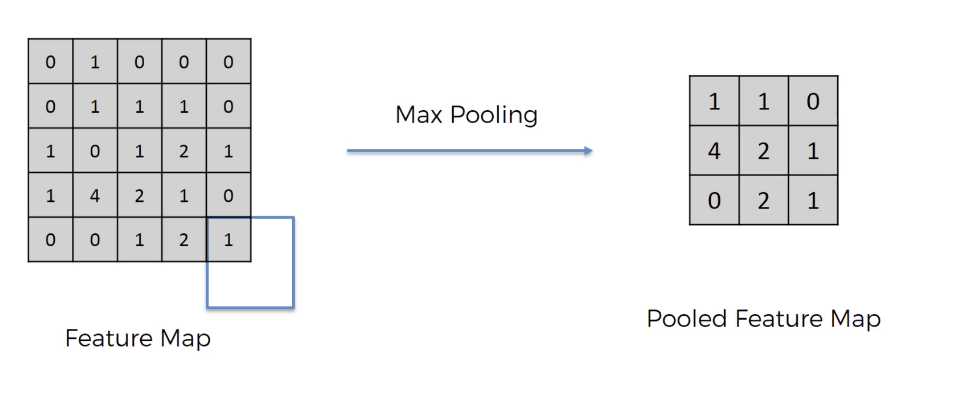 0 1 0 0 0
0 1 1 1 0
1 0 1 2 1
1 4 2 1 0
0 0 1 2 1
Feature Map
Max Pooling
1 1 0
4 2 1
0 2 1
Pooled Feature Map